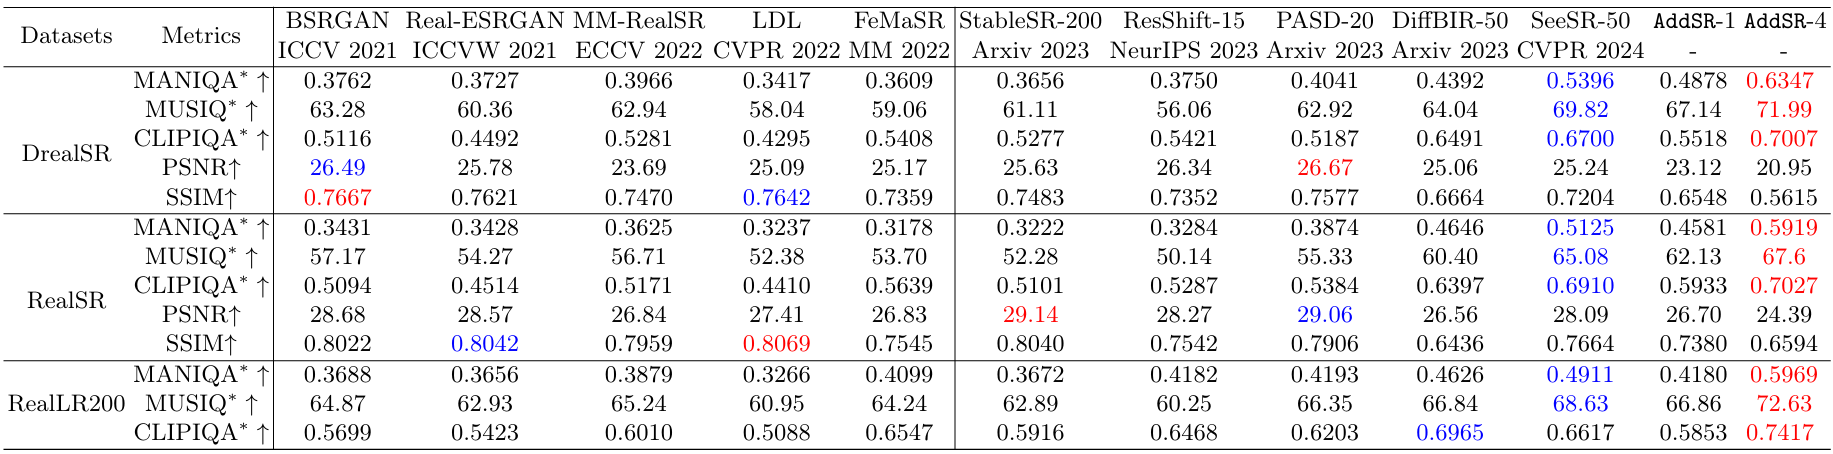 Datasets Metrics BSRGAN Real-ESRGAN MM-RealSR LDL FeMaSR StableSR-200 ResShift-15 PASD-20 DiffBIR-50 SeeSR-50 AddSR-1 AddSR-4
ICCV 2021 ICCVW 2021 ECCV 2022 CVPR 2022 MM 2022 Arxiv 2023 NeurIPS 2023 Arxiv 2023 Arxiv 2023 CVPR 2024 - -
MANIQA* ↑ 0.3762 0.3727 0.3966 0.3417 0.3609 0.3656 0.3750 0.4041 0.4392 0.5396 0.4878 0.6347
MUSIQ* ↑ 63.28 60.36 62.94 58.04 59.06 61.11 56.06 62.92 64.04 69.82 67.14 71.99
DrealSR CLIPIQA* ↑ 0.5116 0.4492 0.5281 0.4295 0.5408 0.5277 0.5421 0.5187 0.6491 0.6700 0.5518 0.7007
PSNR↑ 26.49 25.78 23.69 25.09 25.17 25.63 26.34 26.67 25.06 25.24 23.12 20.95
SSIM↑ 0.7667 0.7621 0.7470 0.7642 0.7359 0.7483 0.7352 0.7577 0.6664 0.7204 0.6548 0.5615
MANIQA* ↑ 0.3431 0.3428 0.3625 0.3237 0.3178 0.3222 0.3284 0.3874 0.4646 0.5125 0.4581 0.5919
MUSIQ* ↑ 57.17 54.27 56.71 52.38 53.70 52.28 50.14 55.33 60.40 65.08 62.13 67.6
RealSR CLIPIQA* ↑ 0.5094 0.4514 0.5171 0.4410 0.5639 0.5101 0.5287 0.5384 0.6397 0.6910 0.5933 0.7027
PSNR↑ 28.68 28.57 26.84 27.41 26.83 29.14 28.27 29.06 26.56 28.09 26.70 24.39
SSIM↑ 0.8022 0.8042 0.7959 0.8069 0.7545 0.8040 0.7542 0.7906 0.6436 0.7664 0.7380 0.6594
MANIQA* ↑ 0.3688 0.3656 0.3879 0.3266 0.4099 0.3672 0.4182 0.4193 0.4626 0.4911 0.4180 0.5969
RealLR200 MUSIQ* ↑ 64.87 62.93 65.24 60.95 64.24 62.89 60.25 66.35 66.84 68.63 66.86 72.63
CLIPIQA* ↑ 0.5699 0.5423 0.6010 0.5088 0.6547 0.5916 0.6468 0.6203 0.6965 0.6617 0.5853 0.7417